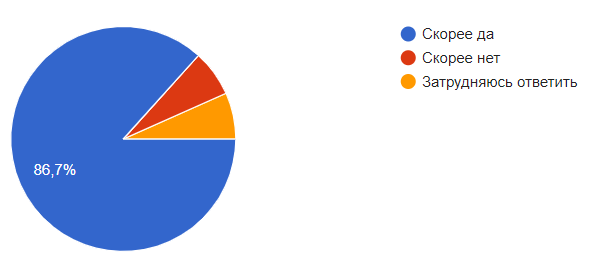 Скорее да
Скорее нет
Затрудняюсь ответить
86,7%